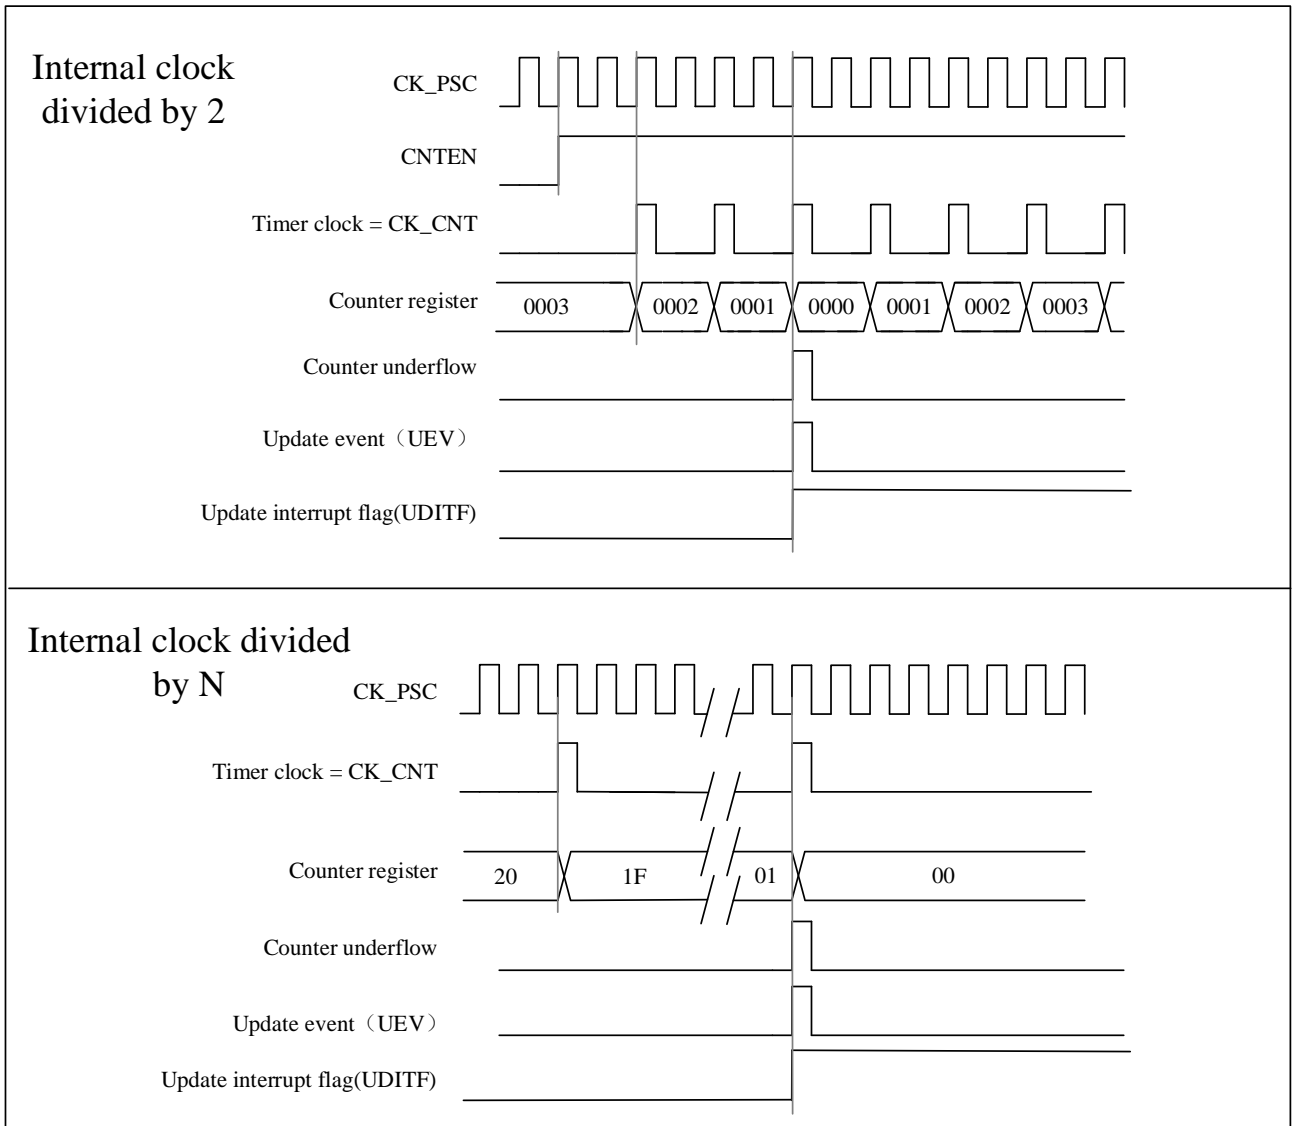 Internal clock
divided by 2
CK_PSC
CNTEN
Timer clock = CK_CNT
Counter register
0003 0002 0001 0000 0001 0002 0003
Counter underflow
Update event（UEV）
Update interrupt flag(UDITF)
Internal clock divided
by N
CK_PSC
Timer clock = CK_CNT
Counter register
20 1F 01 00
Counter underflow
Update event（UEV）
Update interrupt flag(UDITF)